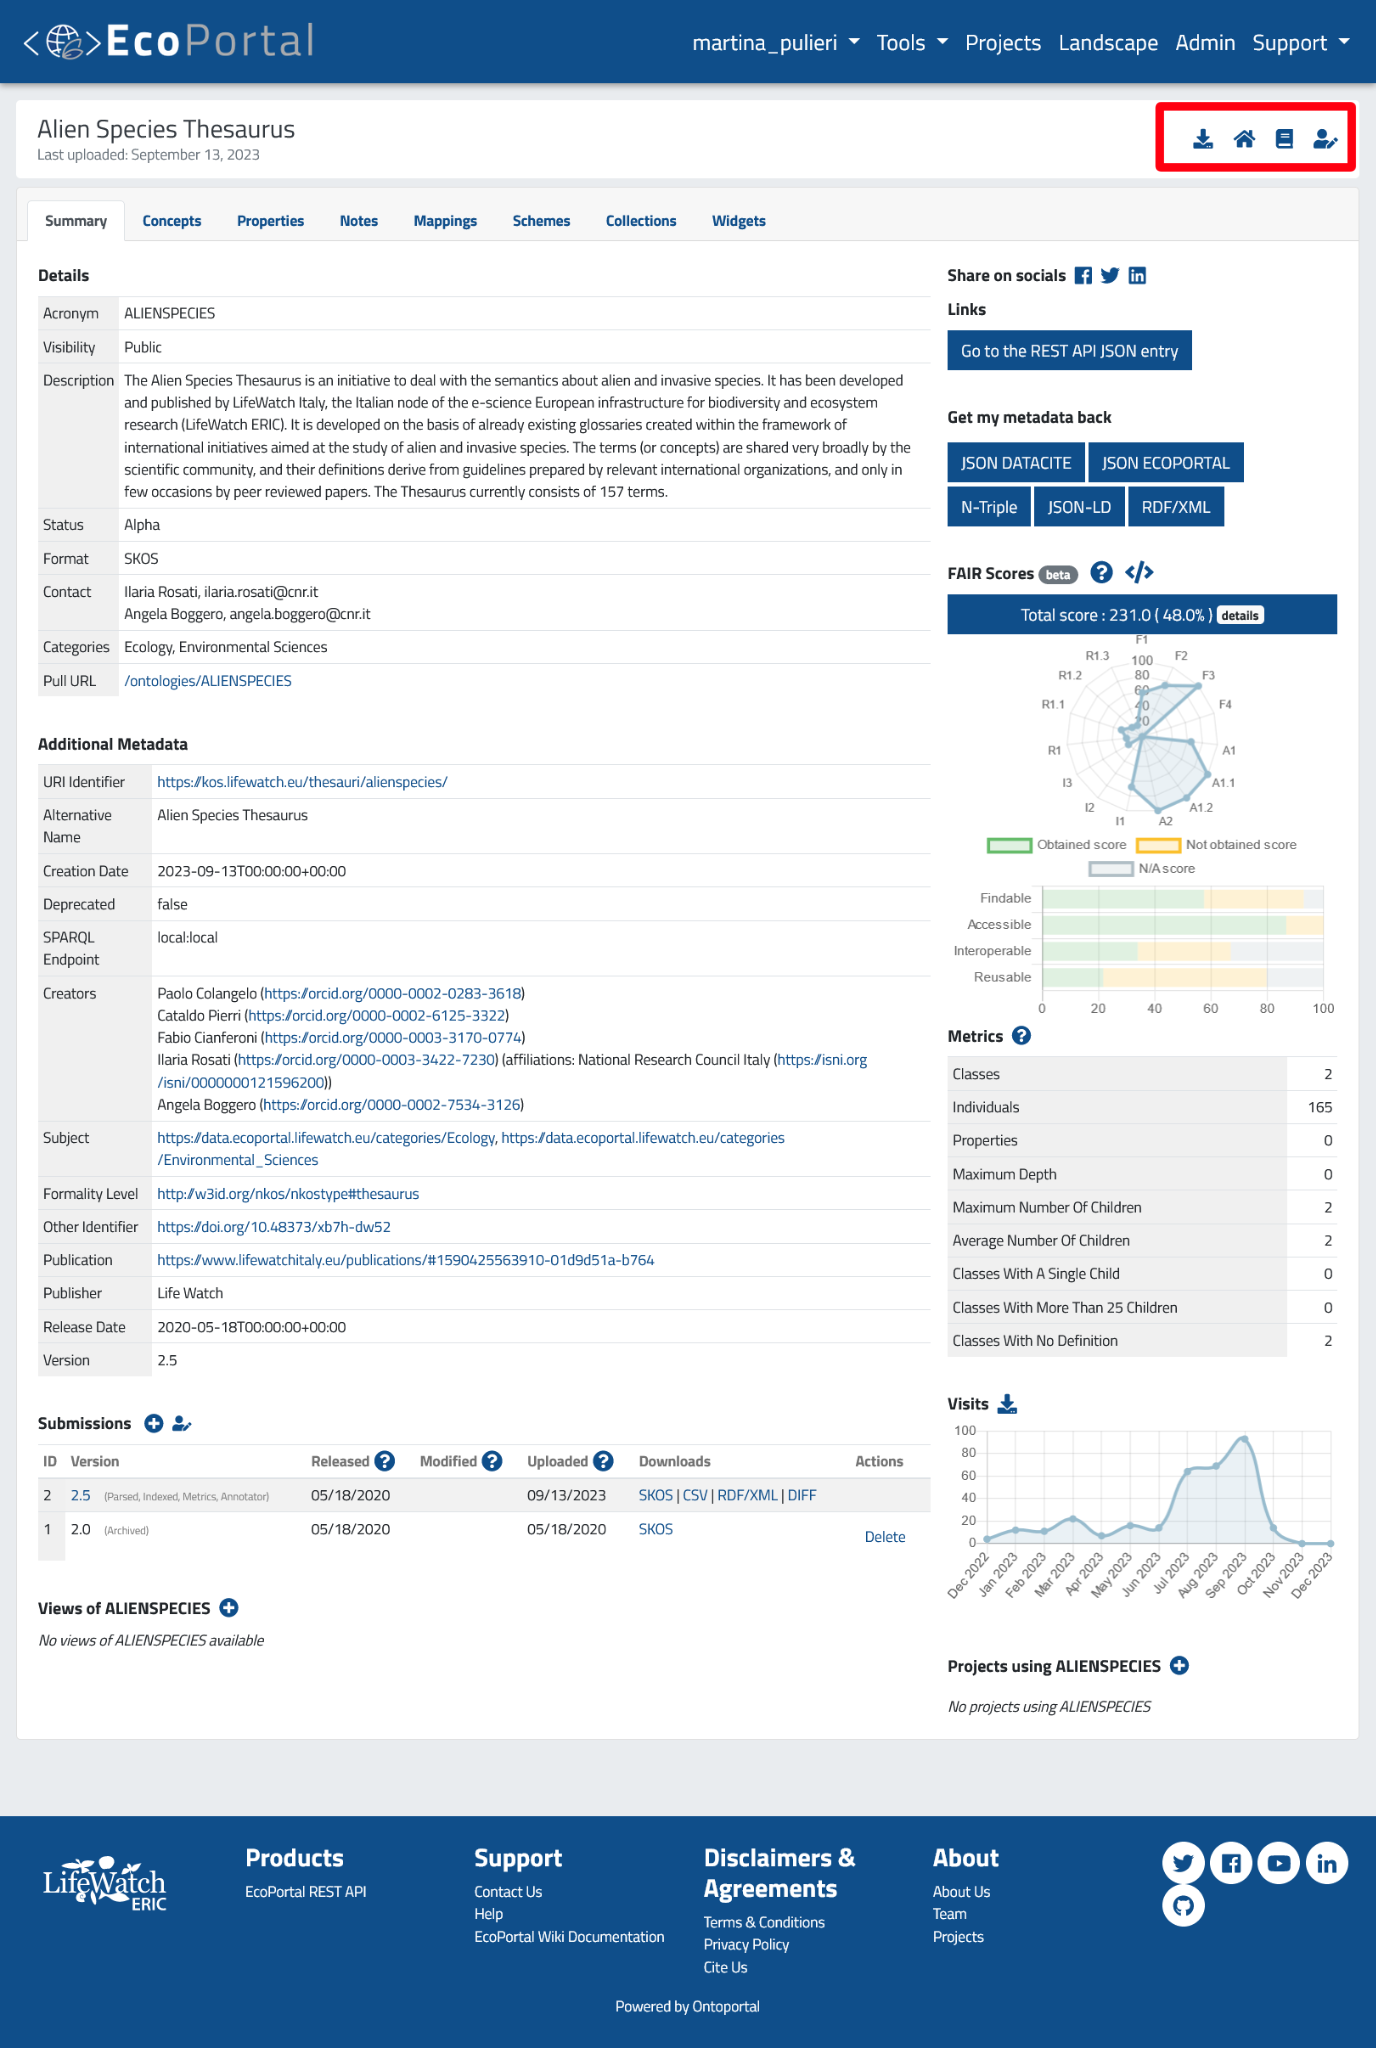 EcoPortal
martina_pulieri Tools Projects Landscape Admin Support
Alien Species Thesaurus
Last uploaded: September 13, 2023
Summary Concepts Properties Notes Mappings Schemes Collections Widgets
Details
Acronym ALIENSPECIES
Visibility Public
Description The Alien Species Thesaurus is an initiative to deal with the semantics about alien and invasive species. It has been developed
and published by LifeWatch Italy, the Italian node of the e-science European infrastructure for biodiversity and ecosystem
research (LifeWatch ERIC). It is developed on the basis of already existing glossaries created within the framework of
international initiatives aimed at the study of alien and invasive species. The terms (or concepts) are shared very broadly by the
scientific community, and their definitions derive from guidelines prepared by relevant international organizations, and only in
few occasions by peer reviewed papers. The Thesaurus currently consists of 157 terms.
Status Alpha
Format SKOS
Contact Ilaria Rosati, ilaria.rosati@cnr.it
Angela Boggero, angela.boggero@cnr.it
Categories Ecology, Environmental Sciences
Pull URL /ontologies/ALIENSPECIES
Additional Metadata
URI Identifier https://kos.lifewatch.eu/thesauri/alienspecies/
Alternative Name Alien Species Thesaurus
Creation Date 2023-09-13T00:00:00+00:00
Deprecated false
SPARQL Endpoint local:local
Creators Paolo Colangelo (https://orcid.org/0000-0002-0283-3618)
Cataldo Pierri (https://orcid.org/0000-0002-6125-3322)
Fabio Cianferoni (https://orcid.org/0000-0003-3170-0774)
Ilaria Rosati (https://orcid.org/0000-0003-3422-7230) (affiliations: National Research Council Italy (https://isni.org
/isni/0000000121596200))
Angela Boggero (https://orcid.org/0000-0002-7534-3126)
Subject https://data.ecoportal.lifewatch.eu/categories/Ecology, https://data.ecoportal.lifewatch.eu/categories
/Environmental_Sciences
Formality Level http://w3id.org/nkos/nkostype#thesaurus
Other Identifier https://doi.org/10.48373/xb7h-dw52
Publication https://www.lifewatchitaly.eu/publications/#1590425563910-01d9d51a-b764
Publisher Life Watch
Release Date 2020-05-18T00:00:00+00:00
Version 2.5
Submissions
ID Version Released Modified Uploaded Downloads Actions
2 2.5 (Parsed, Indexed, Metrics, Annotator) 05/18/2020 09/13/2023 SKOS | CSV | RDF/XML | DIFF
1 2.0 (Archived) 05/18/2020 05/18/2020 SKOS Delete
Views of ALIENSPECIES
No views of ALIENSPECIES available
Share on socials
Links
Go to the REST API JSON entry
Get my metadata back
JSON DATACITE JSON ECOPORTAL
N-Triple JSON-LD RDF/XML
FAIR Scores beta
Total score : 231.0 ( 48.0% ) details
F1
F2
F3
F4
A1
A1.1
A1.2
A2
I1
I2
I3
R1
R1.1
R1.2
R1.3
100
80
60
40
20
Obtained score Not obtained score
N/A score
Findable
Accessible
Interoperable
Reusable
0 20 40 60 80 100
Metrics
Classes 2
Individuals 165
Properties 0
Maximum Depth 0
Maximum Number Of Children 2
Average Number Of Children 2
Classes With A Single Child 0
Classes With More Than 25 Children 0
Classes With No Definition 2
Visits
100
80
60
40
20
0
Dec 2022 Jan 2023 Feb 2023 Mar 2023 Apr 2023 May 2023 Jun 2023 Jul 2023 Aug 2023 Sep 2023 Oct 2023 Nov 2023 Dec 2023
Projects using ALIENSPECIES
No projects using ALIENSPECIES
LifeWatch
ERIC
Products
EcoPortal REST API
Support
Contact Us
Help
EcoPortal Wiki Documentation
Disclaimers &
Agreements
Terms & Conditions
Privacy Policy
Cite Us
About
About Us
Team
Projects
Powered by Ontoportal